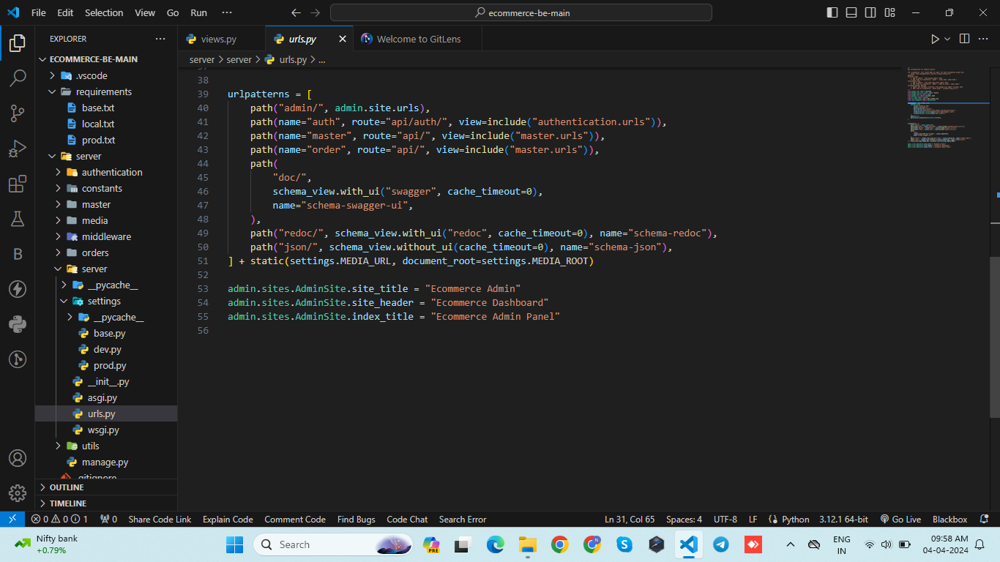 File Edit Selection View Go Run ···
ecommerce-be-main
EXPLORER ···
ECOMMERCE-BE-MAIN
.vscode
requirements
base.txt
local.txt
prod.txt
server
authentication
constants
master
media
middleware
orders
server
__pycache__
settings
__pycache__
base.py
dev.py
prod.py
__init__.py
asgi.py
urls.py
wsgi.py
utils
manage.py
.gitignore
OUTLINE
TIMELINE
views.py urls.py Welcome to GitLens
server > server > urls.py > ...
37
38
39 urlpatterns = [
40 path("admin/", admin.site.urls),
41 path(name="auth", route="api/auth/", view=include("authentication.urls")),
42 path(name="master", route="api/", view=include("master.urls")),
43 path(name="order", route="api/", view=include("master.urls")),
44 path(
45 "doc/",
46 schema_view.with_ui("swagger", cache_timeout=0),
47 name="schema-swagger-ui",
48 ),
49 path("redoc/", schema_view.with_ui("redoc", cache_timeout=0), name="schema-redoc"),
50 path("json/", schema_view.without_ui(cache_timeout=0), name="schema-json"),
51 ] + static(settings.MEDIA_URL, document_root=settings.MEDIA_ROOT)
52
53 admin.sites.AdminSite.site_title = "Ecommerce Admin"
54 admin.sites.AdminSite.site_header = "Ecommerce Dashboard"
55 admin.sites.AdminSite.index_title = "Ecommerce Admin Panel"
56
0 0 1 0 Share Code Link Explain Code Comment Code Find Bugs Code Chat Search Error Ln 31, Col 65 Spaces: 4 UTF-8 LF Python 3.12.1 64-bit Go Live Blackbox
Nifty bank
+0.79%
Search
PRE
N
ENG
IN
09:58 AM
04-04-2024